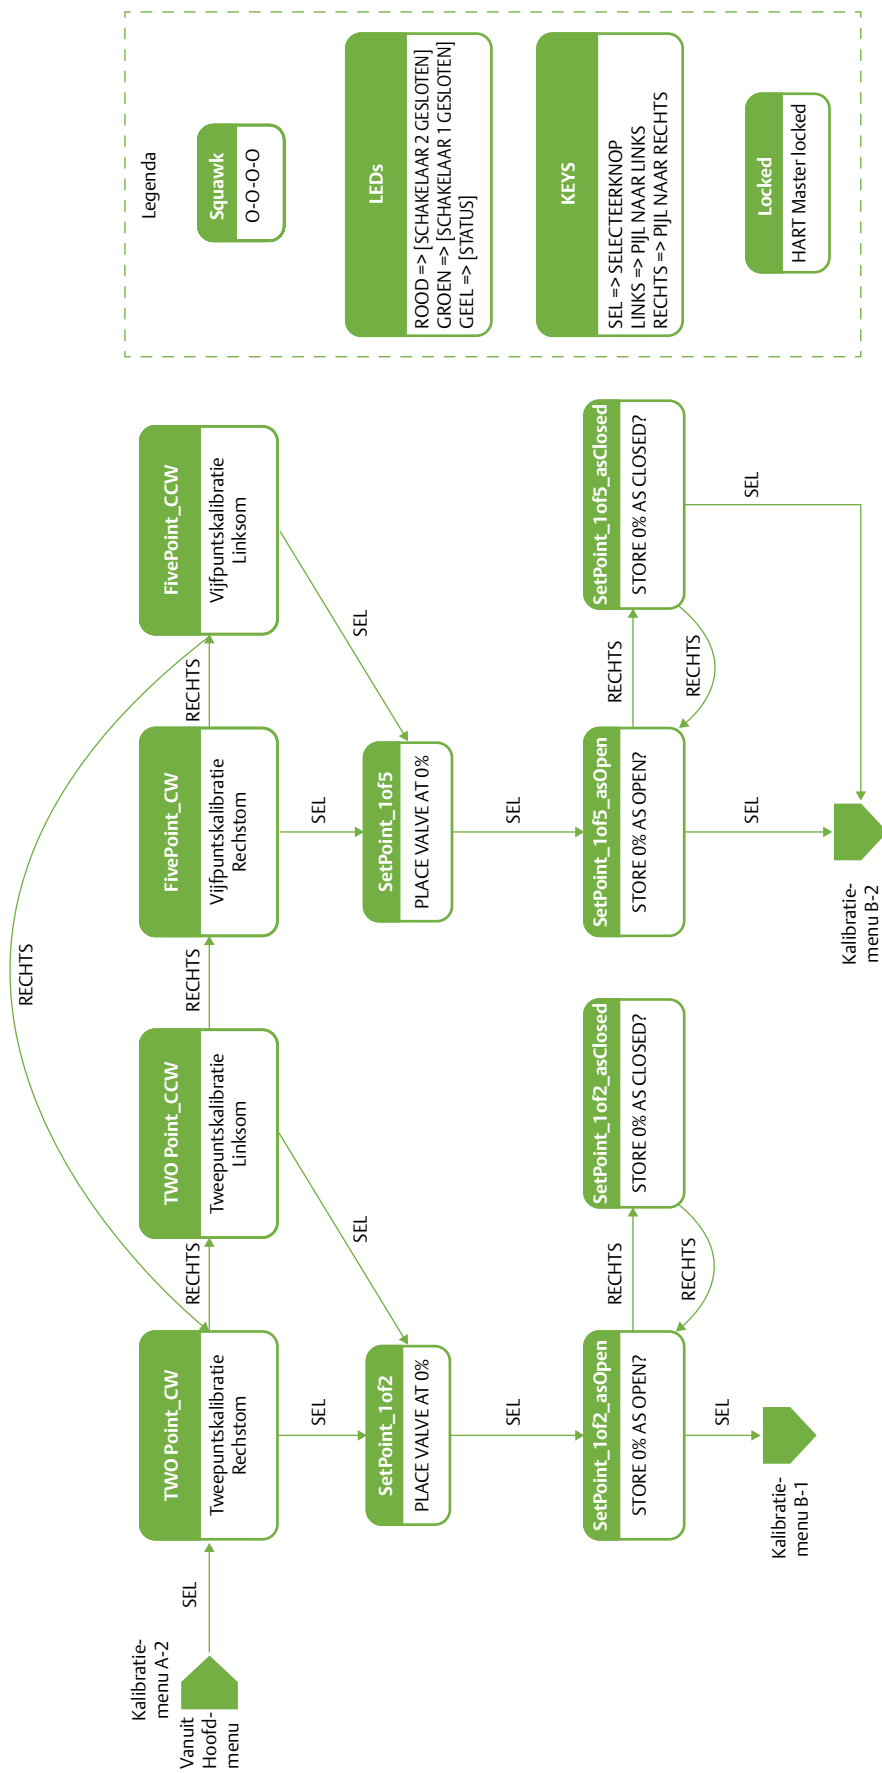 Kalibratie-
menu A-2
Vanuit
Hoofd-
menu
SEL
TWO Point_CW
Tweepuntskalibratie
Rechstom
RECHTS
TWO Point_CCW
Tweepuntskalibratie
Linksom
RECHTS
FivePoint_CW
Vijfpuntskalibratie
Rechstom
RECHTS
FivePoint_CCW
Vijfpuntskalibratie
Linksom
RECHTS
SEL
SEL
SEL
SEL
SetPoint_1of2
PLACE VALVE AT 0%
SetPoint_1of5
PLACE VALVE AT 0%
SEL
SEL
SetPoint_1of2_asOpen
STORE 0% AS OPEN?
RECHTS
RECHTS
SetPoint_1of2_asClosed
STORE 0% AS CLOSED?
SetPoint_1of5_asOpen
STORE 0% AS OPEN?
RECHTS
RECHTS
SetPoint_1of5_asClosed
STORE 0% AS CLOSED?
SEL
SEL
SEL
Kalibratie-
menu B-1
Kalibratie-
menu B-2
Legenda
Squawk
O-O-O-O
LEDs
ROOD => [SCHAKELAAR 2 GESLOTEN]
GROEN => [SCHAKELAAR 1 GESLOTEN]
GEEL => [STATUS]
KEYS
SEL => SELECTEERKNOP
LINKS => PIJL NAAR LINKS
RECHTS => PIJL NAAR RECHTS
Locked
HART Master locked